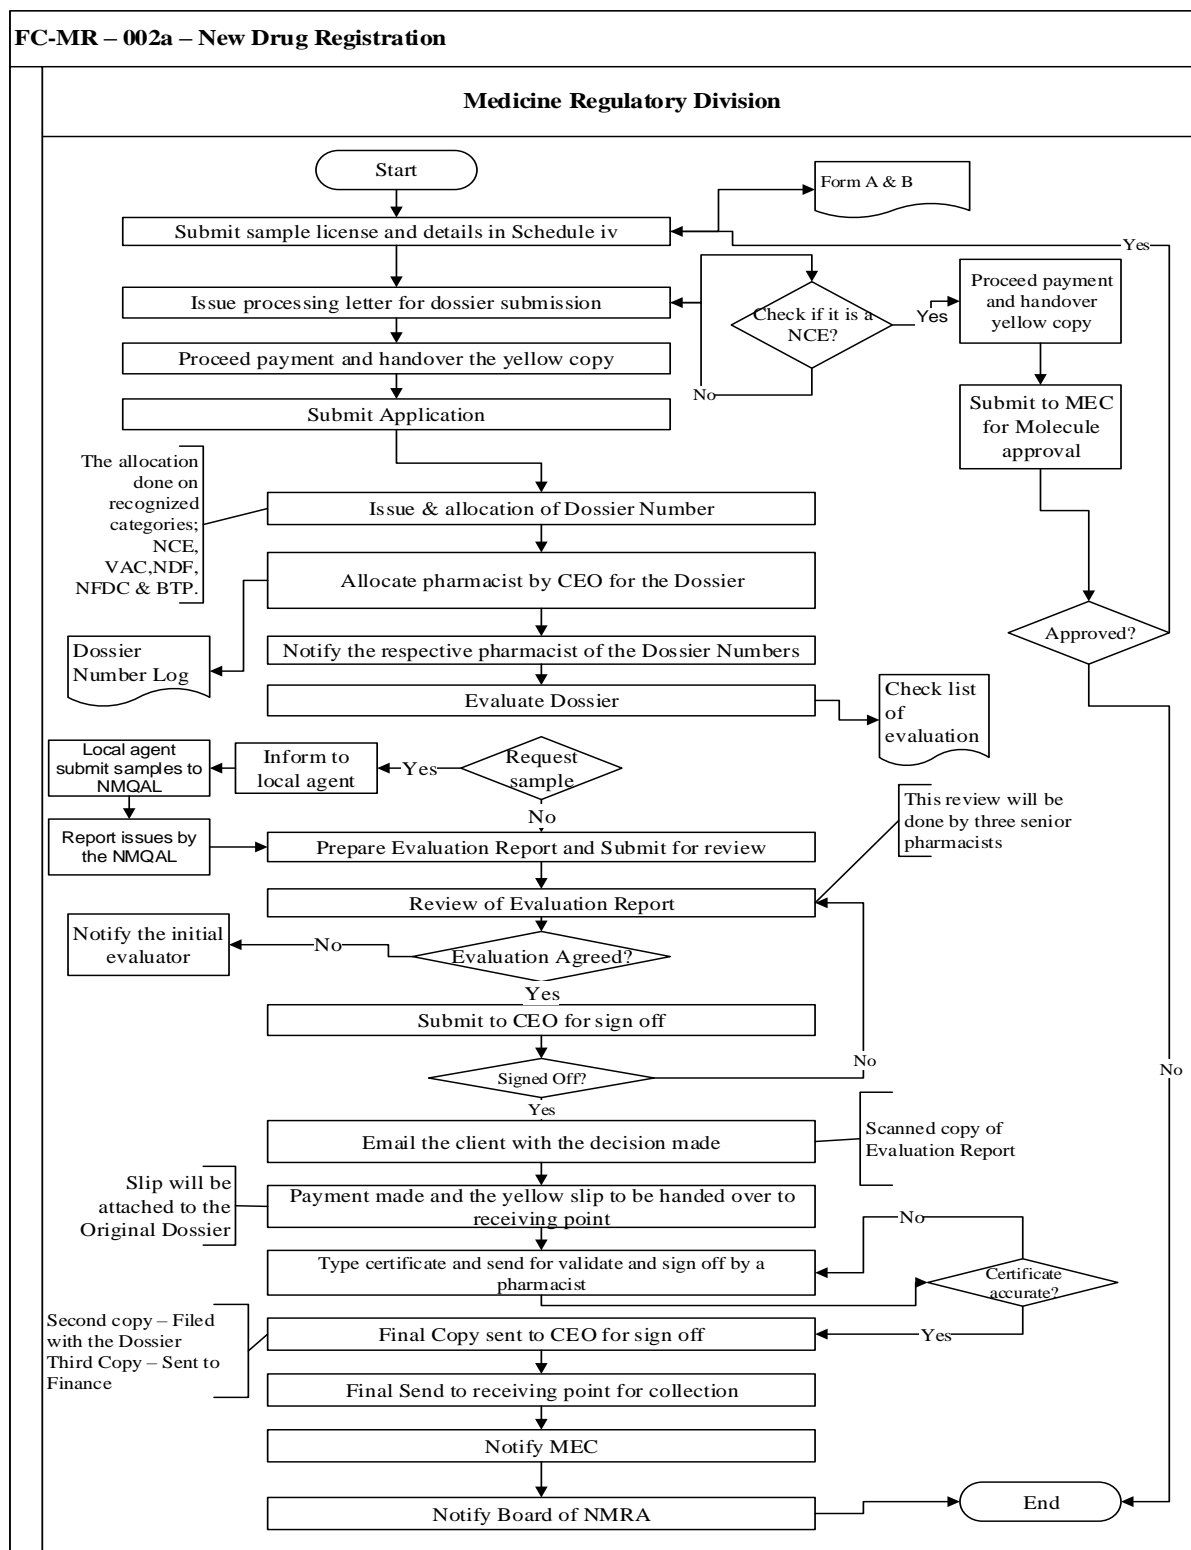 FC-MR – 002a – New Drug Registration
Medicine Regulatory Division
Start
Form A & B
Submit sample license and details in Schedule iv
Yes
Issue processing letter for dossier submission
Check if it is a
NCE?
Yes
Proceed payment
and handover
yellow copy
Proceed payment and handover the yellow copy
No
Submit Application
Submit to MEC
for Molecule
approval
The allocation
done on
recognized
categories;
NCE,
VAC,NDF,
NFDC & BTP.
Issue & allocation of Dossier Number
Allocate pharmacist by CEO for the Dossier
Approved?
Dossier
Number Log
Notify the respective pharmacist of the Dossier Numbers
Evaluate Dossier
Check list
of
evaluation
Local agent
submit samples to
NMQAL
Inform to
local agent
Yes
Request
sample
No
This review will be
done by three senior
pharmacists
Report issues by
the NMQAL
Prepare Evaluation Report and Submit for review
Review of Evaluation Report
Notify the initial
evaluator
No
Evaluation Agreed?
Yes
Submit to CEO for sign off
No
No
Signed Off?
Yes
Email the client with the decision made
Scanned copy of
Evaluation Report
Slip will be
attached to the
Original Dossier
Payment made and the yellow slip to be handed over to
receiving point
No
Type certificate and send for validate and sign off by a
pharmacist
Certificate
accurate?
Second copy – Filed
with the Dossier
Third Copy – Sent to
Finance
Final Copy sent to CEO for sign off
Yes
Final Send to receiving point for collection
Notify MEC
Notify Board of NMRA
End